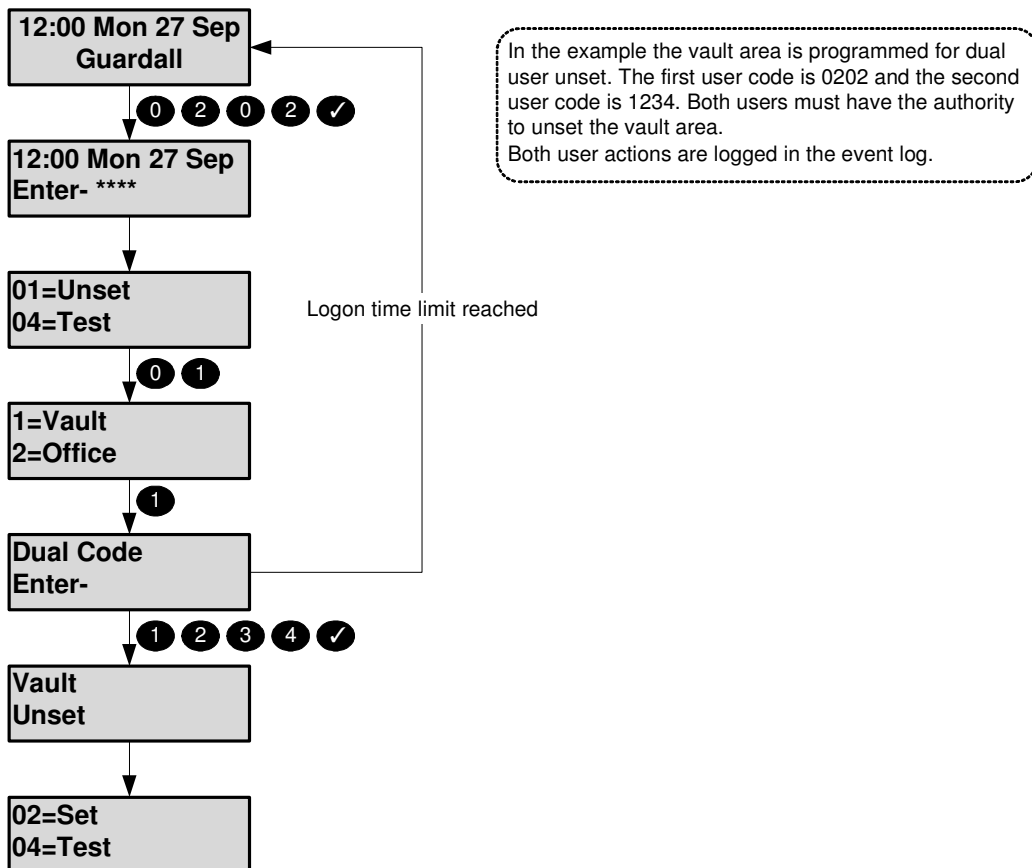 12:00 Mon 27 Sep
Guardall
0 2 0 2 ✓
12:00 Mon 27 Sep
Enter- ****
01=Unset
04=Test
0 1
1=Vault
2=Office
1
Dual Code
Enter-
1 2 3 4 ✓
Vault
Unset
02=Set
04=Test
Logon time limit reached
In the example the vault area is programmed for dual
user unset. The first user code is 0202 and the second
user code is 1234. Both users must have the authority
to unset the vault area.
Both user actions are logged in the event log.